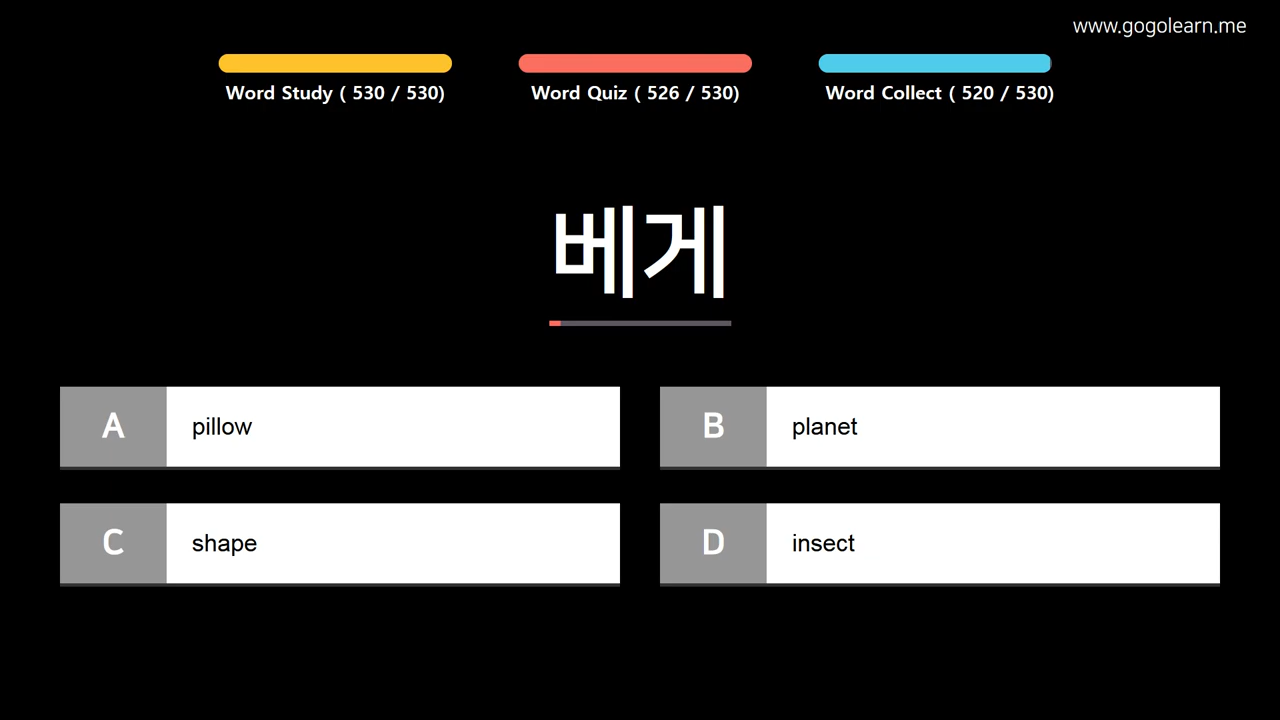 www.gogolearn.me
Word Study ( 530 / 530)
Word Quiz ( 526 / 530)
Word Collect ( 520 / 530)
베게
A pillow
B planet
C shape
D insect